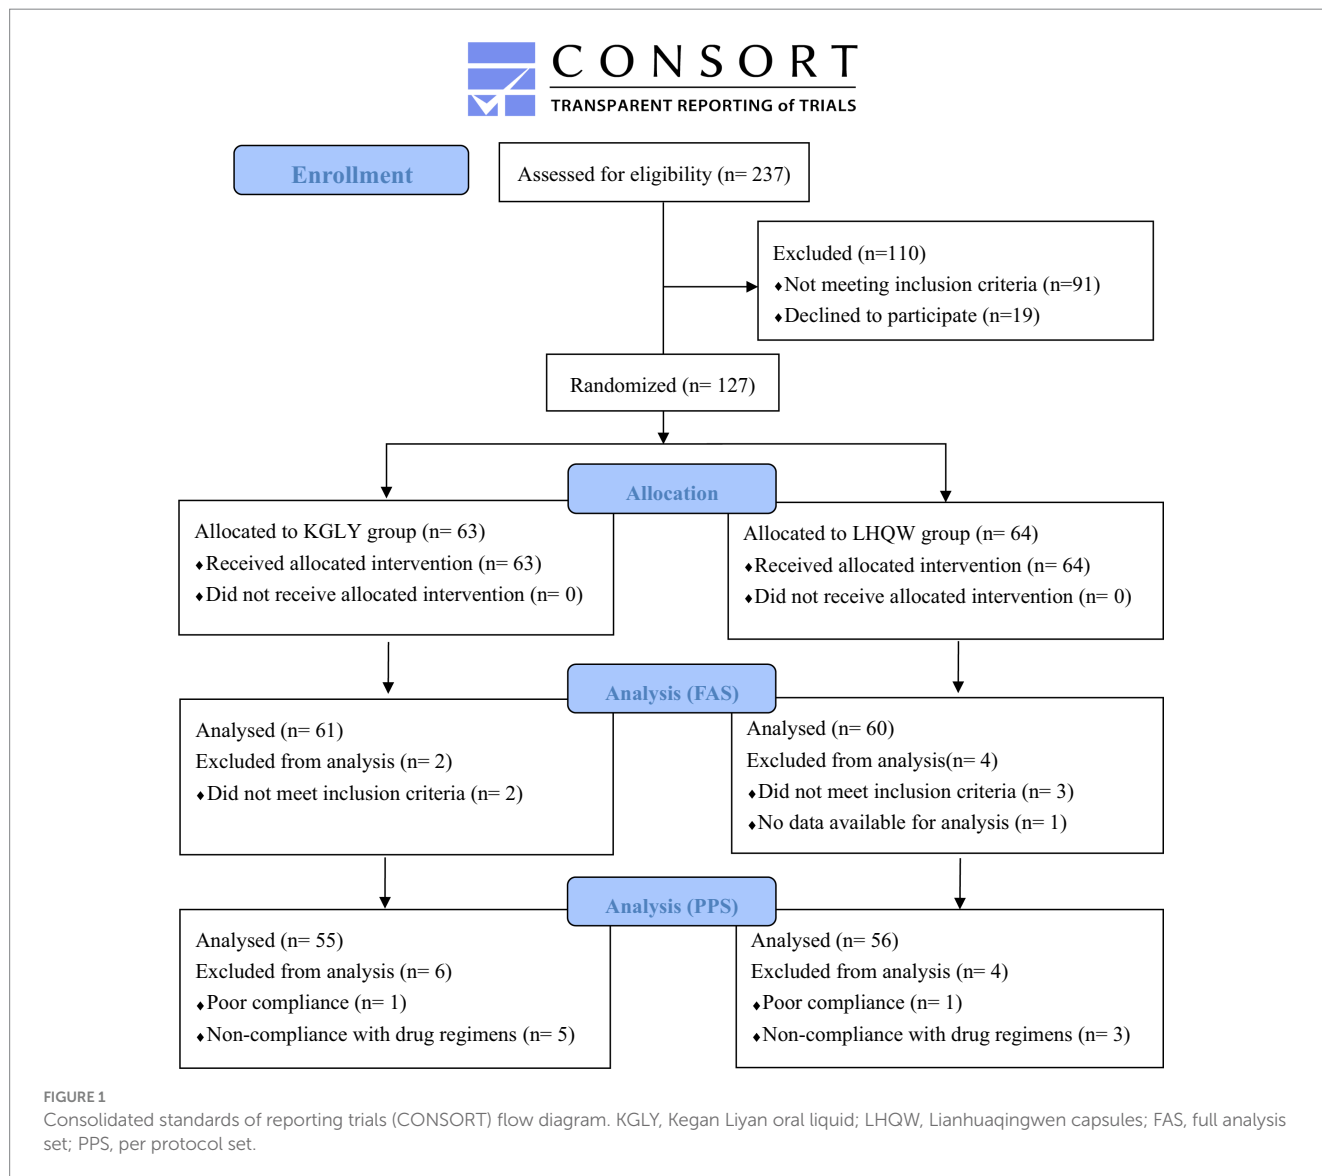 CONSORT
TRANSPARENT REPORTING of TRIALS
Enrollment
Assessed for eligibility (n= 237)
Excluded (n=110)
♦Not meeting inclusion criteria (n=91)
♦Declined to participate (n=19)
Randomized (n= 127)
Allocation
Allocated to KGLY group (n= 63)
♦Received allocated intervention (n= 63)
♦Did not receive allocated intervention (n= 0)
Allocated to LHQW group (n= 64)
♦Received allocated intervention (n= 64)
♦Did not receive allocated intervention (n= 0)
Analysis (FAS)
Analysed (n= 61)
Excluded from analysis (n= 2)
♦Did not meet inclusion criteria (n= 2)
Analysed (n= 60)
Excluded from analysis(n= 4)
♦Did not meet inclusion criteria (n= 3)
♦No data available for analysis (n= 1)
Analysis (PPS)
Analysed (n= 55)
Excluded from analysis (n= 6)
♦Poor compliance (n= 1)
♦Non-compliance with drug regimens (n= 5)
Analysed (n= 56)
Excluded from analysis (n= 4)
♦Poor compliance (n= 1)
♦Non-compliance with drug regimens (n= 3)
FIGURE 1
Consolidated standards of reporting trials (CONSORT) flow diagram. KGLY, Kegan Liyan oral liquid; LHQW, Lianhuaqingwen capsules; FAS, full analysis
set; PPS, per protocol set.